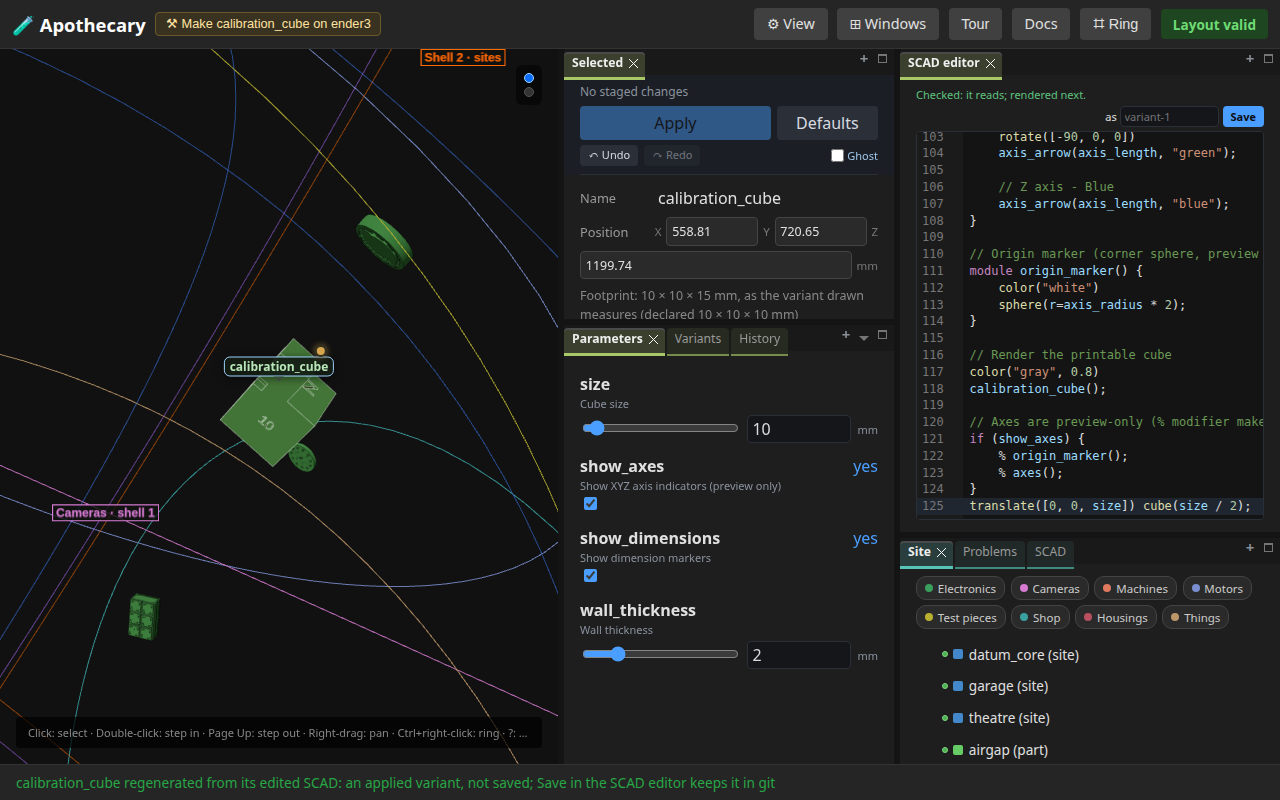 🧪 Apothecary
⚒ Make calibration_cube on ender3
⚙ View
⊞ Windows
Tour
Docs
⌗ Ring
Layout valid
Shell 2 · sites
calibration_cube
10
Cameras · shell 1
Click: select · Double-click: step in · Page Up: step out · Right-drag: pan · Ctrl+right-click: ring · ?: ...
Selected
No staged changes
Apply
Defaults
↶ Undo
↷ Redo
Ghost
Name calibration_cube
Position X 558.81 Y 720.65 Z
1199.74 mm
Footprint: 10 × 10 × 15 mm, as the variant drawn
measures (declared 10 × 10 × 10 mm)
Parameters
Variants
History
size
Cube size
10 mm
show_axes yes
Show XYZ axis indicators (preview only)
show_dimensions yes
Show dimension markers
wall_thickness
Wall thickness
2 mm
SCAD editor
Checked: it reads; rendered next.
as variant-1 Save
103 rotate([-90, 0, 0])
104 axis_arrow(axis_length, "green");
105
106 // Z axis - Blue
107 axis_arrow(axis_length, "blue");
108 }
109
110 // Origin marker (corner sphere, preview
111 module origin_marker() {
112 color("white")
113 sphere(r=axis_radius * 2);
114 }
115
116 // Render the printable cube
117 color("gray", 0.8)
118 calibration_cube();
119
120 // Axes are preview-only (% modifier make
121 if (show_axes) {
122 % origin_marker();
123 % axes();
124 }
125 translate([0, 0, size]) cube(size / 2);
Site
Problems
SCAD
Electronics
Cameras
Machines
Motors
Test pieces
Shop
Housings
Things
datum_core (site)
garage (site)
theatre (site)
airgap (part)
calibration_cube regenerated from its edited SCAD: an applied variant, not saved; Save in the SCAD editor keeps it in git